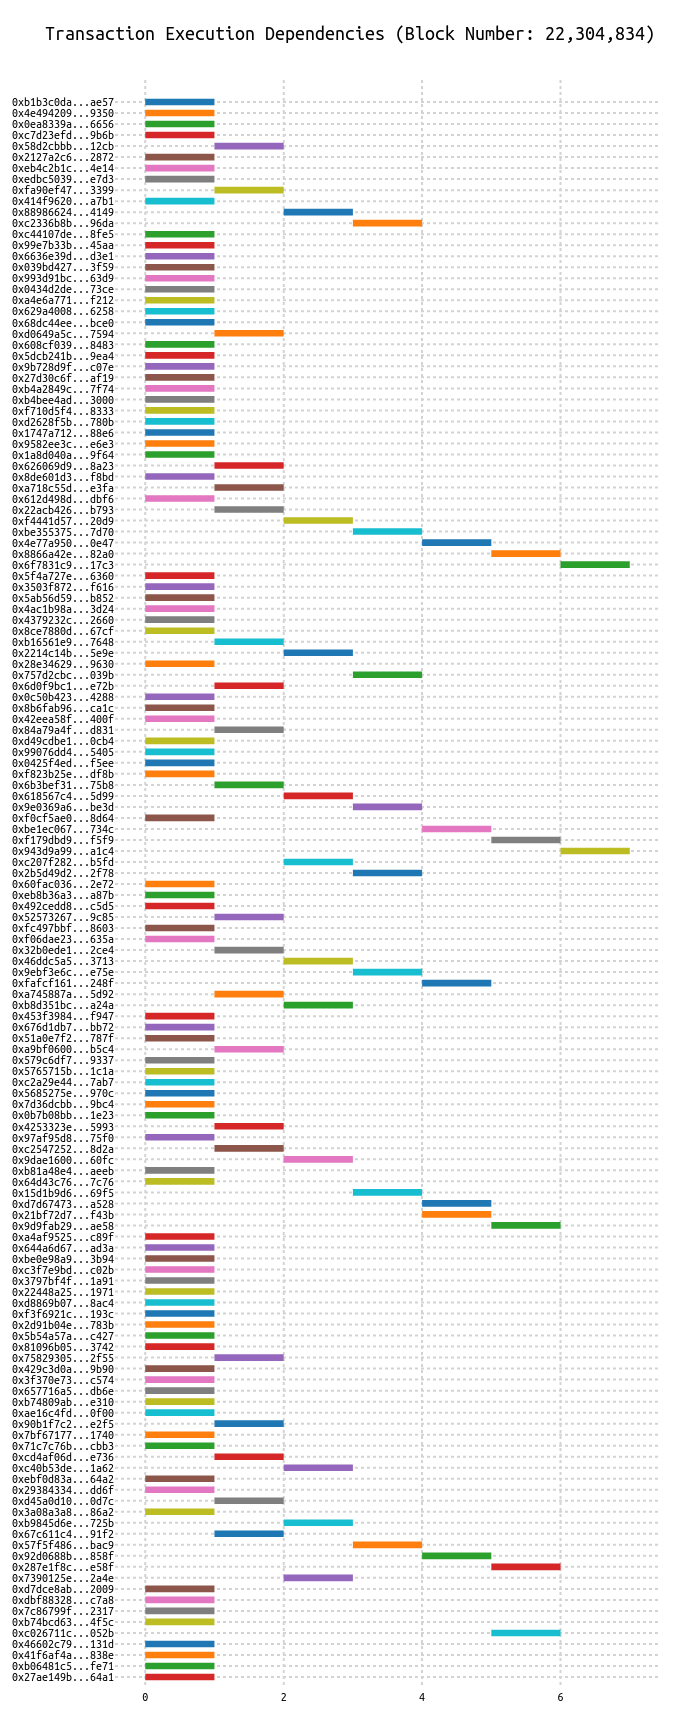 Transaction Execution Dependencies (Block Number: 22,304,834)
0xb1b3c0da...ae57
0x4e494209...9350
0x0ea8339a...6656
0xc7d23efd...9b6b
0x58d2cbbb...12cb
0x2127a2c6...2872
0xeb4c2b1c...4e14
0xedbc5039...e7d3
0xfa90ef47...3399
0x414f9620...a7b1
0x88986624...4149
0xc2336b8b...96da
0xc44107de...8fe5
0x99e7b33b...45aa
0x6636e39d...d3e1
0x039bd427...3f59
0x993d91bc...63d9
0x0434d2de...73ce
0xa4e6a771...f212
0x629a4008...6258
0x68dc44ee...bce0
0xd0649a5c...7594
0x608cf039...8483
0x5dcb241b...9ea4
0x9b728d9f...c07e
0x27d30c6f...af19
0xb4a2849c...7f74
0xb4bee4ad...3000
0xf710d5f4...8333
0xd2628f5b...780b
0x1747a712...88e6
0x9582ee3c...e6e3
0x1a8d040a...9f64
0x626069d9...8a23
0x8de601d3...f8bd
0xa718c55d...e3fa
0x612d498d...dbf6
0x22acb426...b793
0xf4441d57...20d9
0xbe355375...7d70
0x4e77a950...0e47
0x8866a42e...82a0
0x6f7831c9...17c3
0x5f4a727e...6360
0x3503f872...f616
0x5ab56d59...b852
0x4ac1b98a...3d24
0x4379232c...2660
0x8ce7880d...67cf
0xb16561e9...7648
0x2214c14b...5e9e
0x28e34629...9630
0x757d2cbc...039b
0x6d0f9bc1...e72b
0x0c50b423...4288
0x8b6fab96...ca1c
0x42eea58f...400f
0x84a79a4f...d831
0xd49cdbe1...0cb4
0x99076dd4...5405
0x0425f4ed...f5ee
0xf823b25e...df8b
0x6b3bef31...75b8
0x618567c4...5d99
0x9e0369a6...be3d
0xf0cf5ae0...8d64
0xbe1ec067...734c
0xf179dbd9...f5f9
0x943d9a99...a1c4
0xc207f282...b5fd
0x2b5d49d2...2f78
0x60fac036...2e72
0xeb8b36a3...a87b
0x492cedd8...c5d5
0x52573267...9c85
0xfc497bbf...8603
0xf06dae23...635a
0x32b0ede1...2ce4
0x46ddc5a5...3713
0x9ebf3e6c...e75e
0xfafcf161...248f
0xa745887a...5d92
0xb8d351bc...a24a
0x453f3984...f947
0x676d1db7...bb72
0x51a0e7f2...787f
0xa9bf0600...b5c4
0x579c6df7...9337
0x5765715b...1c1a
0xc2a29e44...7ab7
0x5685275e...970c
0x7d36dcbb...9bc4
0x0b7b08bb...1e23
0x4253323e...5993
0x97af95d8...75f0
0xc2547252...8d2a
0x9dae1600...60fc
0xb81a48e4...aeeb
0x64d43c76...7c76
0x15d1b9d6...69f5
0xd7d67473...a528
0x21bf72d7...f43b
0x9d9fab29...ae58
0xa4af9525...c89f
0x644a6d67...ad3a
0xbe0e98a9...3b94
0xc3f7e9bd...c02b
0x3797bf4f...1a91
0x22448a25...1971
0xd8869b07...8ac4
0xf3f6921c...193c
0x2d91b04e...783b
0x5b54a57a...c427
0x81096b05...3742
0x75829305...2f55
0x429c3d0a...9b90
0x3f370e73...c574
0x657716a5...db6e
0xb74809ab...e310
0xae16c4fd...0f00
0x90b1f7c2...e2f5
0x7bf67177...1740
0x71c7c76b...cbb3
0xcd4af06d...e736
0xc40b53de...1a62
0xebf0d83a...64a2
0x29384334...dd6f
0xd45a0d10...0d7c
0x3a08a3a8...86a2
0xb9845d6e...725b
0x67c611c4...91f2
0x57f5f486...bac9
0x92d0688b...858f
0x287e1f8c...e58f
0x7390125e...2a4e
0xd7dce8ab...2009
0xdbf88328...c7a8
0x7c86799f...2317
0xb74bcd63...4f5c
0xc026711c...052b
0x46602c79...131d
0x41f6af4a...838e
0xb06481c5...fe71
0x27ae149b...64a1
0 2 4 6